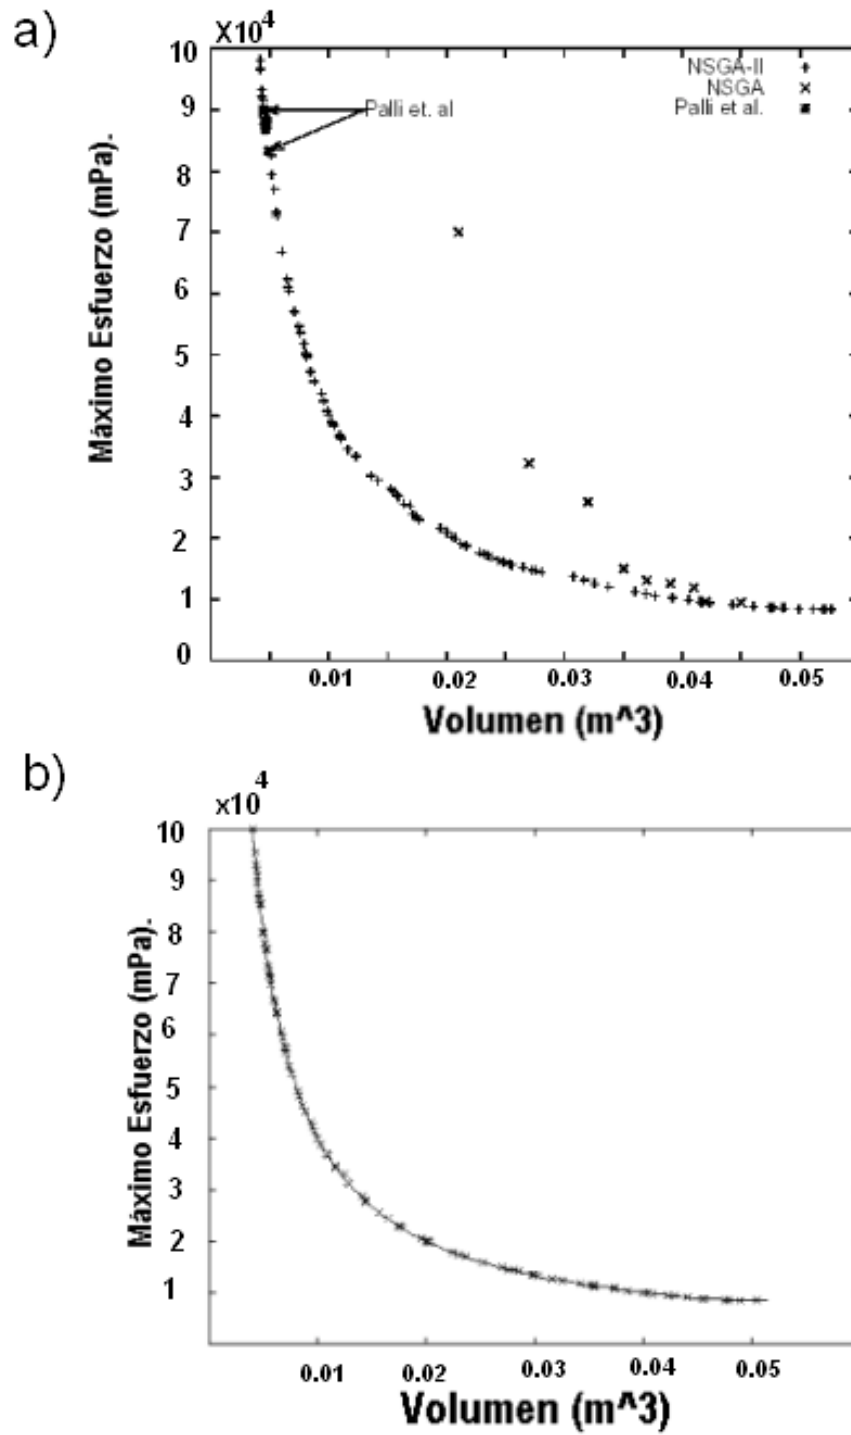 a)
X10^4
10
9
8
7
6
5
4
3
2
1
0
Máximo Esfuerzo (mPa).
NSGA-II
NSGA
Palli et al.
Palli et. al
0.01 0.02 0.03 0.04 0.05
Volumen (m^3)
b)
x10^4
10
9
8
7
6
5
4
3
2
1
Máximo Esfuerzo (mPa).
0.01 0.02 0.03 0.04 0.05
Volumen (m^3)